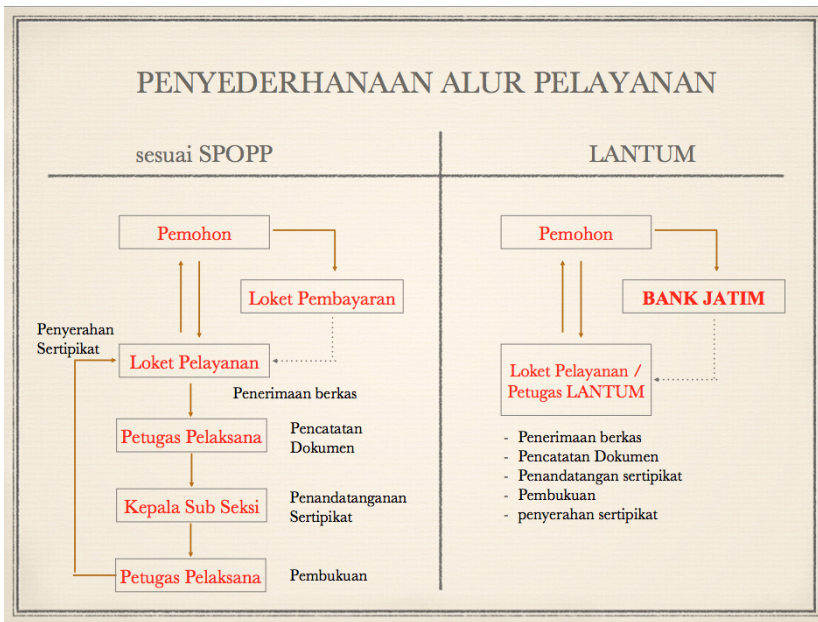 PENYEDERHANAAN ALUR PELAYANAN
sesuai SPOPP
Pemohon
Loket Pembayaran
Penyerahan
Sertipikat
Loket Pelayanan
Penerimaan berkas
Petugas Pelaksana
Pencatatan
Dokumen
Kepala Sub Seksi
Penandatanganan
Sertipikat
Petugas Pelaksana
Pembukuan
LANTUM
Pemohon
BANK JATIM
Loket Pelayanan /
Petugas LANTUM
- Penerimaan berkas
- Pencatatan Dokumen
- Penandatangan sertipikat
- Pembukuan
- penyerahan sertipikat